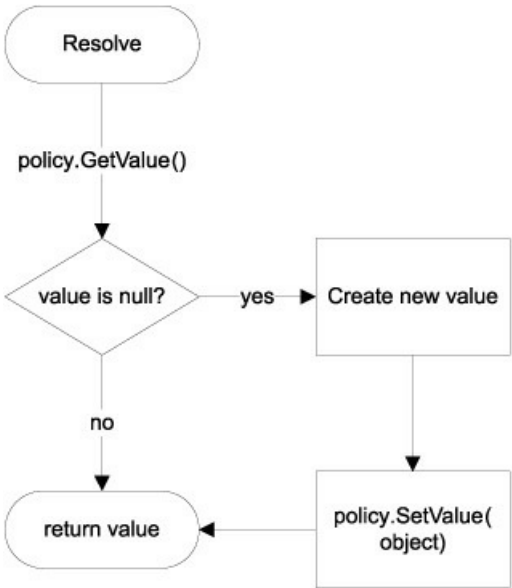 Resolve
policy.GetValue()
value is null?
yes
Create new value
no
return value
policy.SetValue(
object)